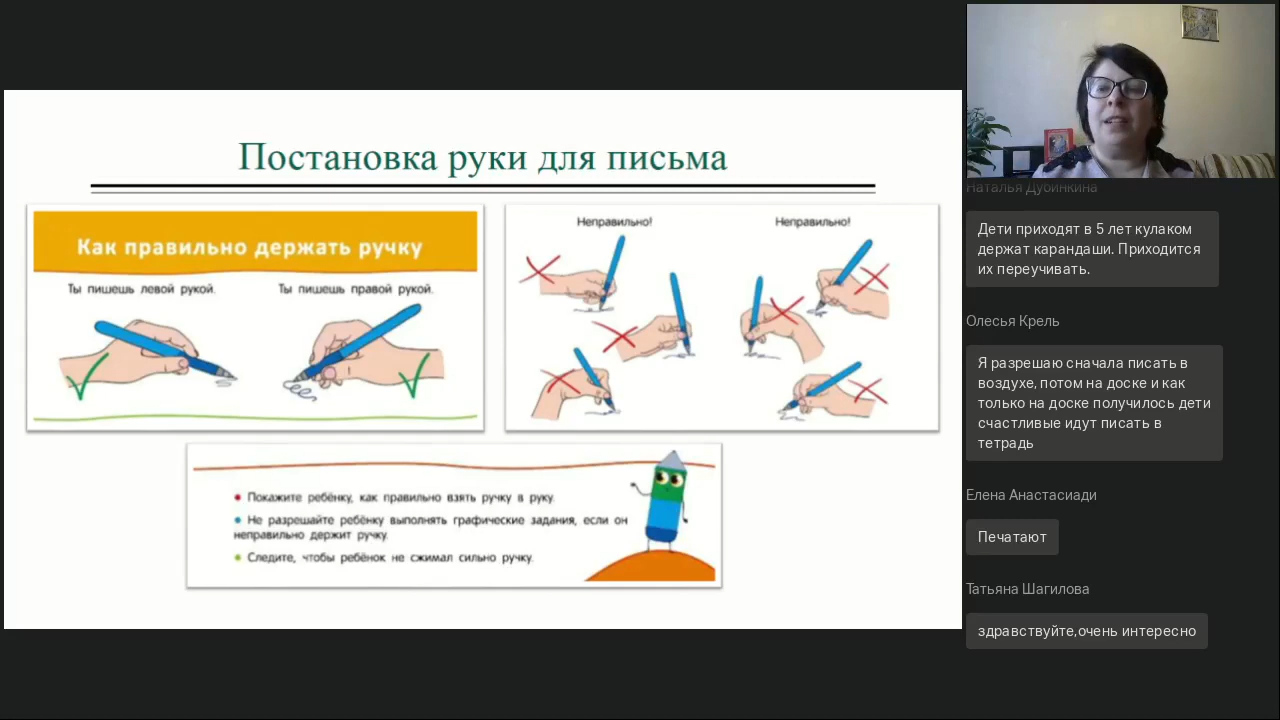 Постановка руки для письма
Как правильно держать ручку
Ты пишешь левой рукой.
Ты пишешь правой рукой.
Неправильно!
Неправильно!
Покажите ребёнку, как правильно взять ручку в руку.
Не разрешайте ребёнку выполнять графические задания, если он
неправильно держит ручку.
Следите, чтобы ребёнок не сжимал сильно ручку.
Наталья Дубинкина
Дети приходят в 5 лет кулаком
держат карандаши. Приходится
их переучивать.
Олесья Крель
Я разрешаю сначала писать в
воздухе, потом на доске и как
только на доске получилось дети
счастливые идут писать в
тетрадь
Елена Анастасиади
Печатают
Татьяна Шагилова
здравствуйте,очень интересно